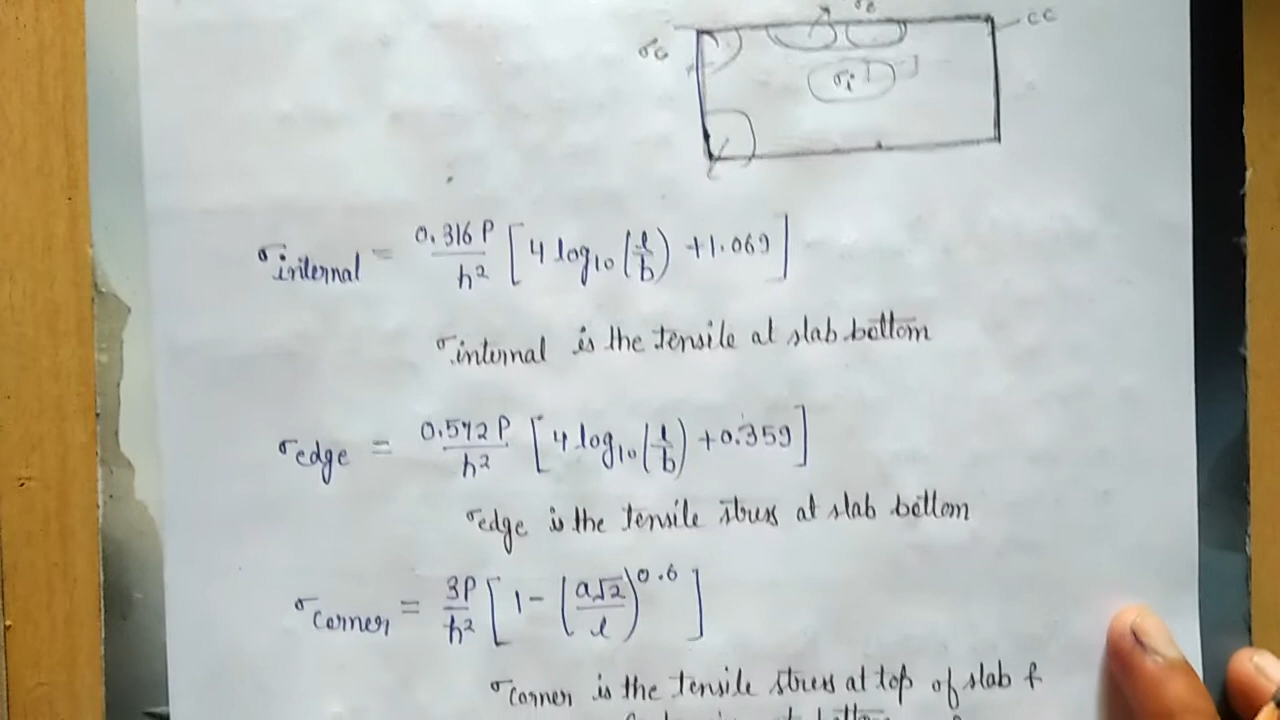 σe
CC
σc
σi
σinternal = 0.316 P / h² [4 log10 (l/b) + 1.069]
σinternal is the tensile at slab bottom
σedge = 0.572 P / h² [4 log10 (l/b) + 0.359]
σedge is the tensile stress at slab bottom
σcorner = 3P / h² [1 - (a√2 / l)^0.6]
σcorner is the tensile stress at top of slab &